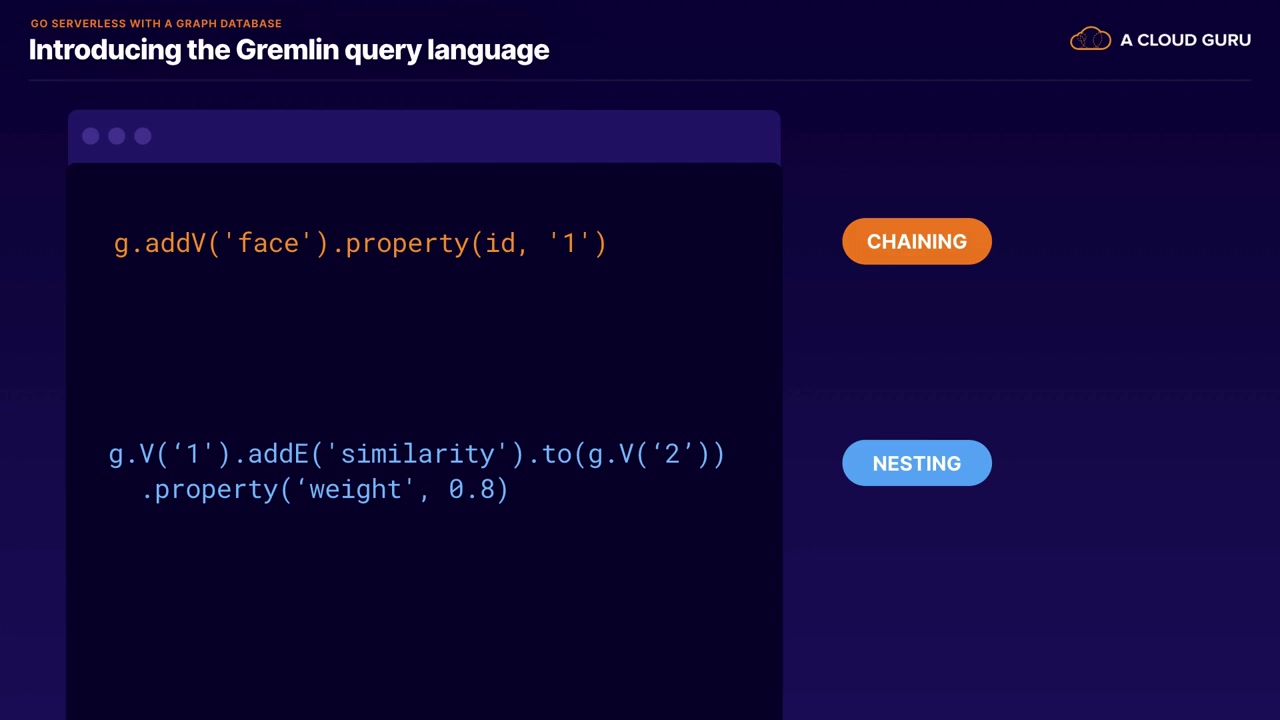 GO SERVERLESS WITH A GRAPH DATABASE
Introducing the Gremlin query language
A CLOUD GURU
g.addV('face').property(id, '1')
CHAINING
g.V(‘1').addE('similarity').to(g.V(‘2’))
.property(‘weight', 0.8)
NESTING